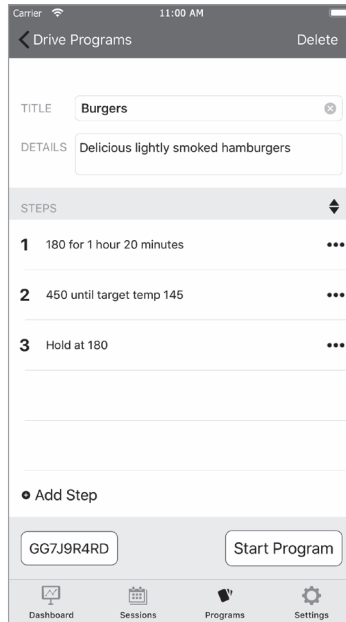 Carrier 11:00 AM
Drive Programs Delete
TITLE Burgers
DETAILS Delicious lightly smoked hamburgers
STEPS
1 180 for 1 hour 20 minutes
2 450 until target temp 145
3 Hold at 180
Add Step
GG7J9R4RD Start Program
Dashboard Sessions Programs Settings